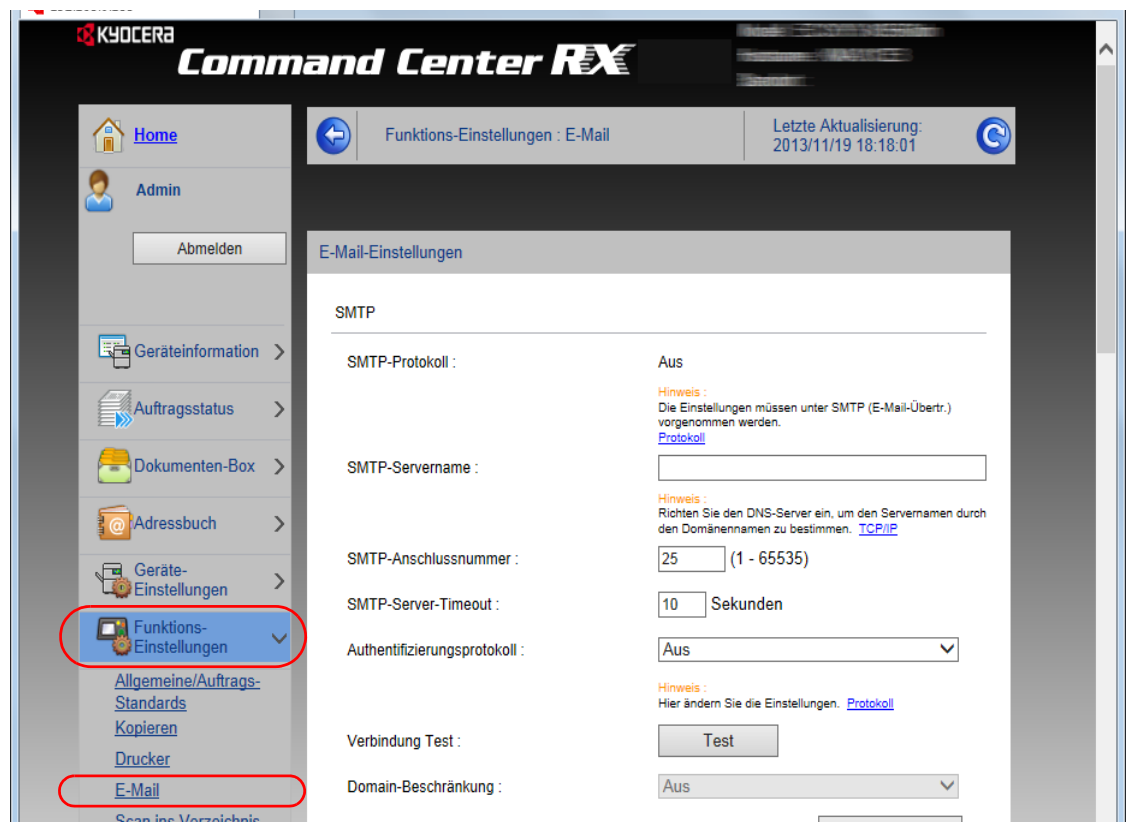 KYOCERA
Command Center RX
Home
Admin
Abmelden
Geräteinformation
Auftragsstatus
Dokumenten-Box
Adressbuch
Geräte-
Einstellungen
Funktions-
Einstellungen
Allgemeine/Auftrags-
Standards
Kopieren
Drucker
E-Mail
Scan ins Verzeichnis
Funktions-Einstellungen : E-Mail
Letzte Aktualisierung:
2013/11/19 18:18:01
E-Mail-Einstellungen
SMTP
SMTP-Protokoll : Aus
Hinweis :
Die Einstellungen müssen unter SMTP (E-Mail-Übertr.)
vorgenommen werden.
Protokoll
SMTP-Servername :
Hinweis :
Richten Sie den DNS-Server ein, um den Servernamen durch
den Domänennamen zu bestimmen. TCP/IP
SMTP-Anschlussnummer : 25 (1 - 65535)
SMTP-Server-Timeout : 10 Sekunden
Authentifizierungsprotokoll : Aus
Hinweis :
Hier ändern Sie die Einstellungen. Protokoll
Verbindung Test : Test
Domain-Beschränkung : Aus